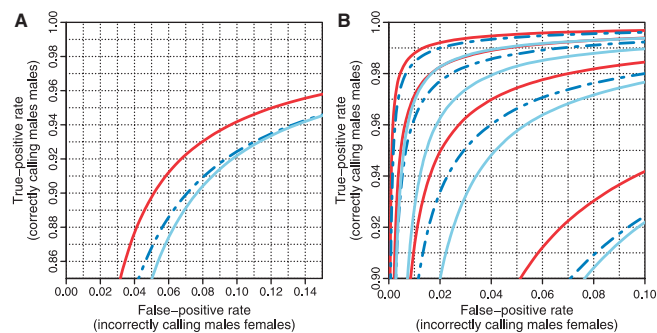 A
True−positive rate
(correctly calling males males)
1.00
0.98
0.96
0.94
0.92
0.90
0.88
0.86
0.00 0.02 0.04 0.06 0.08 0.10 0.12 0.14
False−positive rate
(incorrectly calling males females)
B
True−positive rate
(correctly calling males males)
1.00
0.98
0.96
0.94
0.92
0.90
0.00 0.02 0.04 0.06 0.08 0.10
False−positive rate
(incorrectly calling males females)